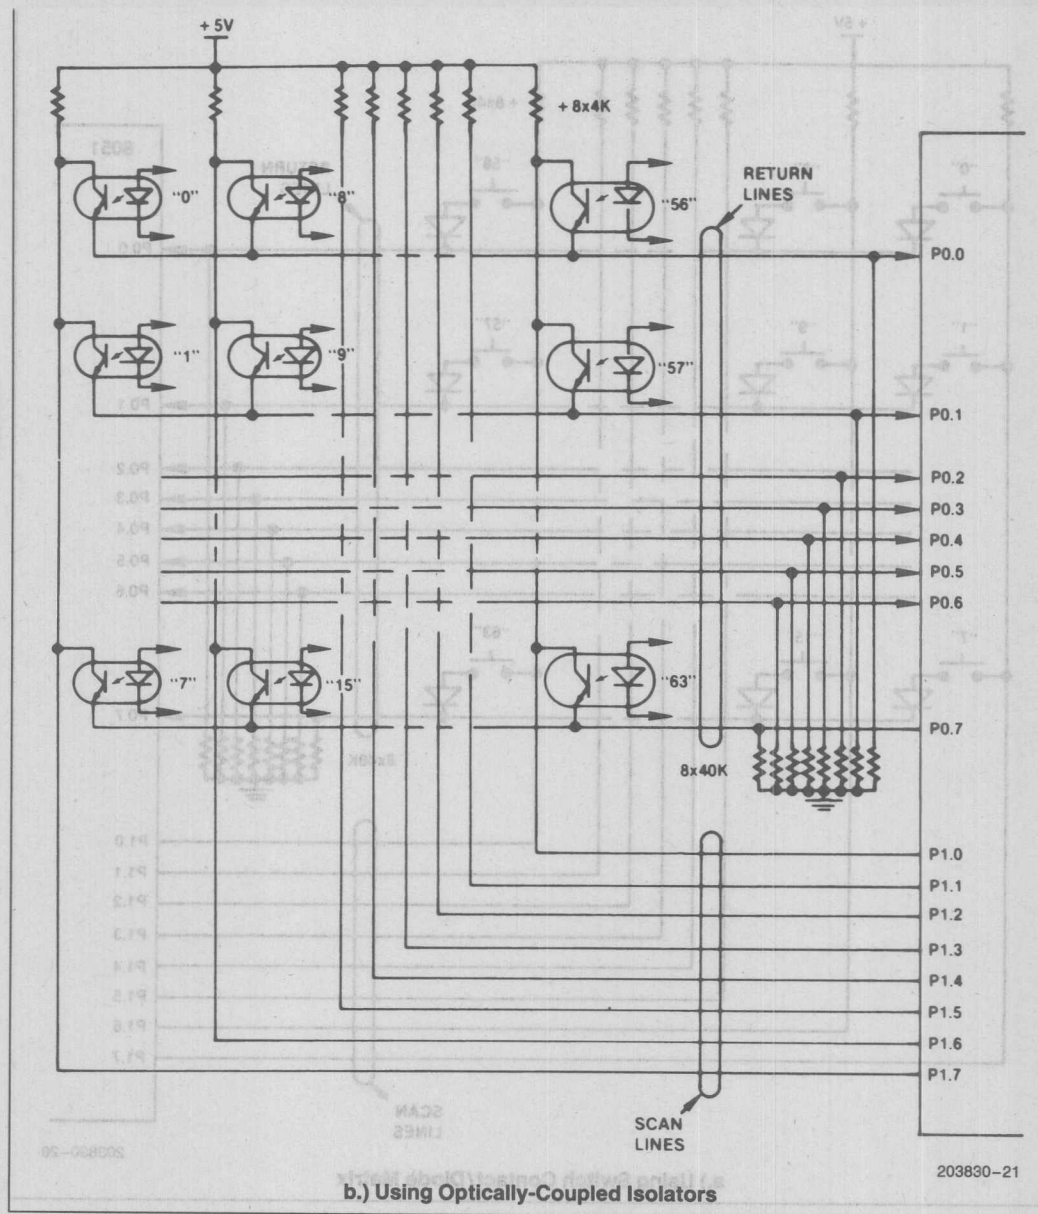 + 5V
+ 8x4K
RETURN
LINES
"0"
"8"
"56"
P0.0
"1"
"9"
"57"
P0.1
P0.2
P0.3
P0.4
P0.5
P0.6
"7"
"15"
"63"
P0.7
8x40K
P1.0
P1.1
P1.2
P1.3
P1.4
P1.5
P1.6
P1.7
SCAN
LINES
203830-21
b.) Using Optically-Coupled Isolators